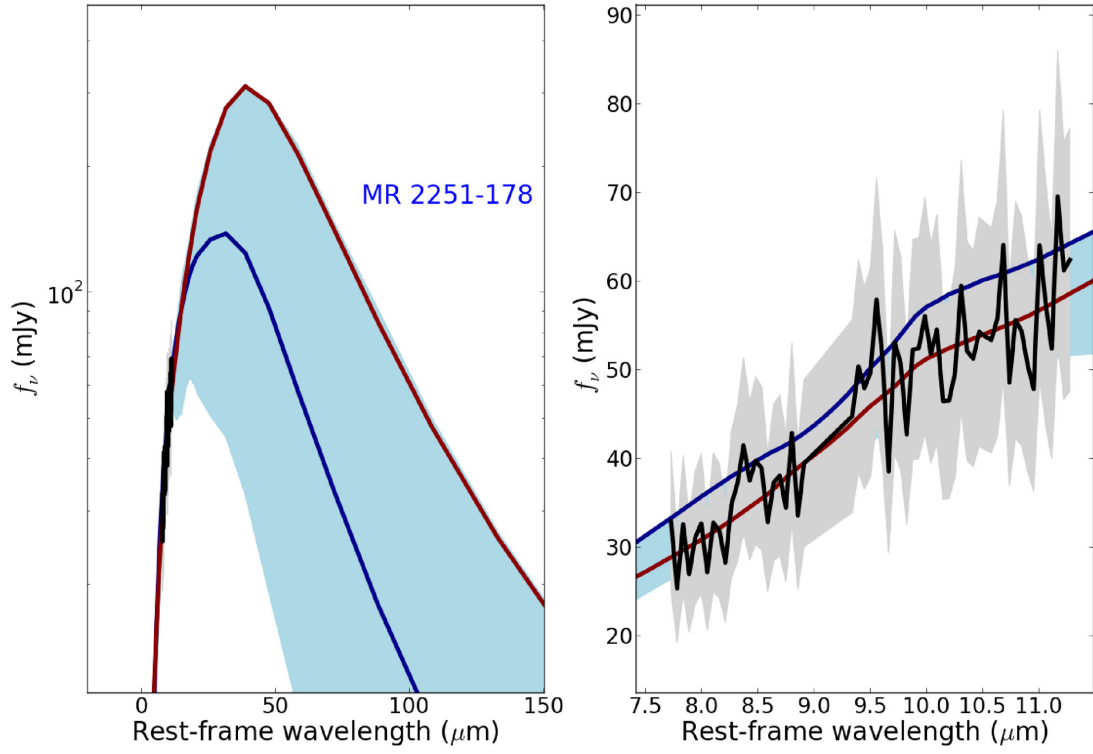 MR 2251-178
10²
f_ν (mJy)
0 50 100 150
Rest-frame wavelength (μm)
90
80
70
60
50
40
30
20
f_ν (mJy)
7.5 8.0 8.5 9.0 9.5 10.0 10.5 11.0
Rest-frame wavelength (μm)